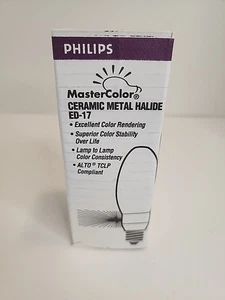 PHILIPS
MasterColor®
CERAMIC METAL HALIDE
ED-17
• Excellent Color Rendering
• Superior Color Stability
Over Life
• Lamp to Lamp
Color Consistency
• ALTO® TCLP
Compliant